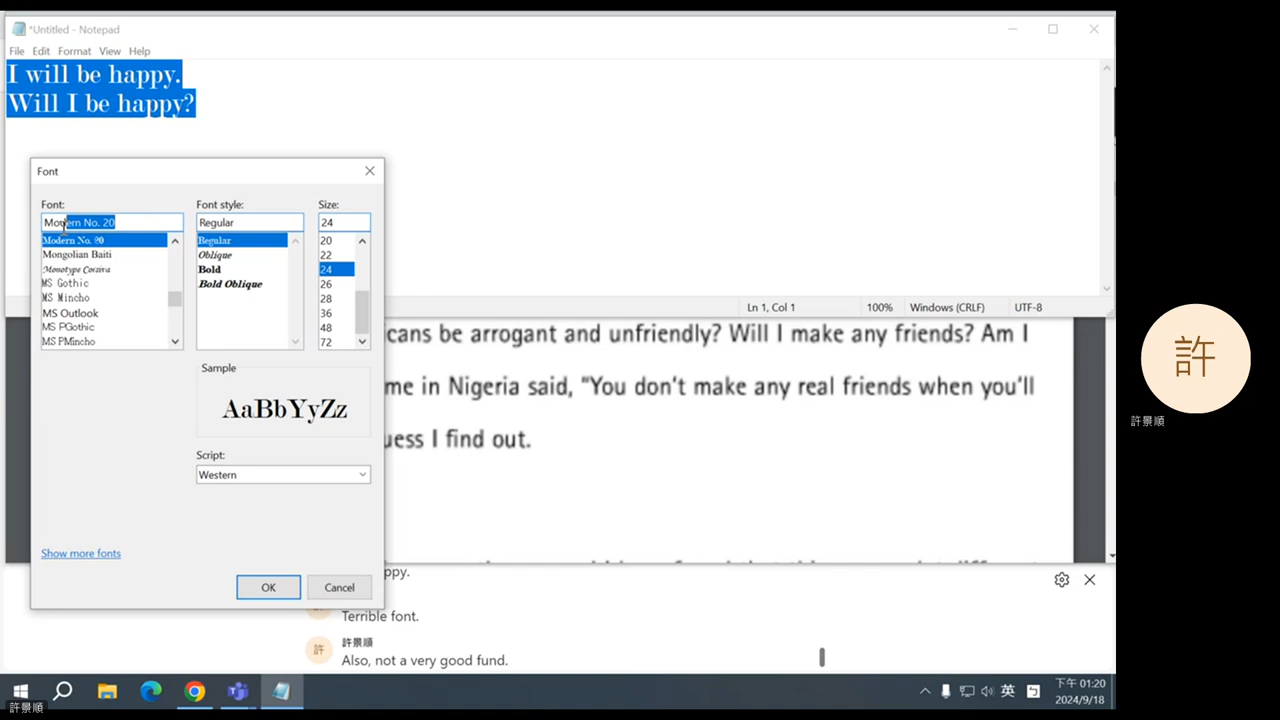 *Untitled - Notepad
File Edit Format View Help
I will be happy.
Will I be happy?
Font
Font: Font style: Size:
Modern No. 20 Regular 24
Modern No. 20
Mongolian Baiti
Monotype Corsiva
MS Gothic
MS Mincho
MS Outlook
MS PGothic
MS PMincho
Regular
Oblique
Bold
Bold Oblique
20
22
24
26
28
36
48
72
Sample
AaBbYyZz
Script:
Western
Show more fonts
OK Cancel
Ln 1, Col 1 100% Windows (CRLF) UTF-8
cans be arrogant and unfriendly? Will I make any friends? Am I
me in Nigeria said, “You don’t make any real friends when you’ll
uess I find out.
ppy.
Terrible font.
許 許景順
Also, not a very good fund.
許
許景順
英
下午 01:20
2024/9/18
許景順